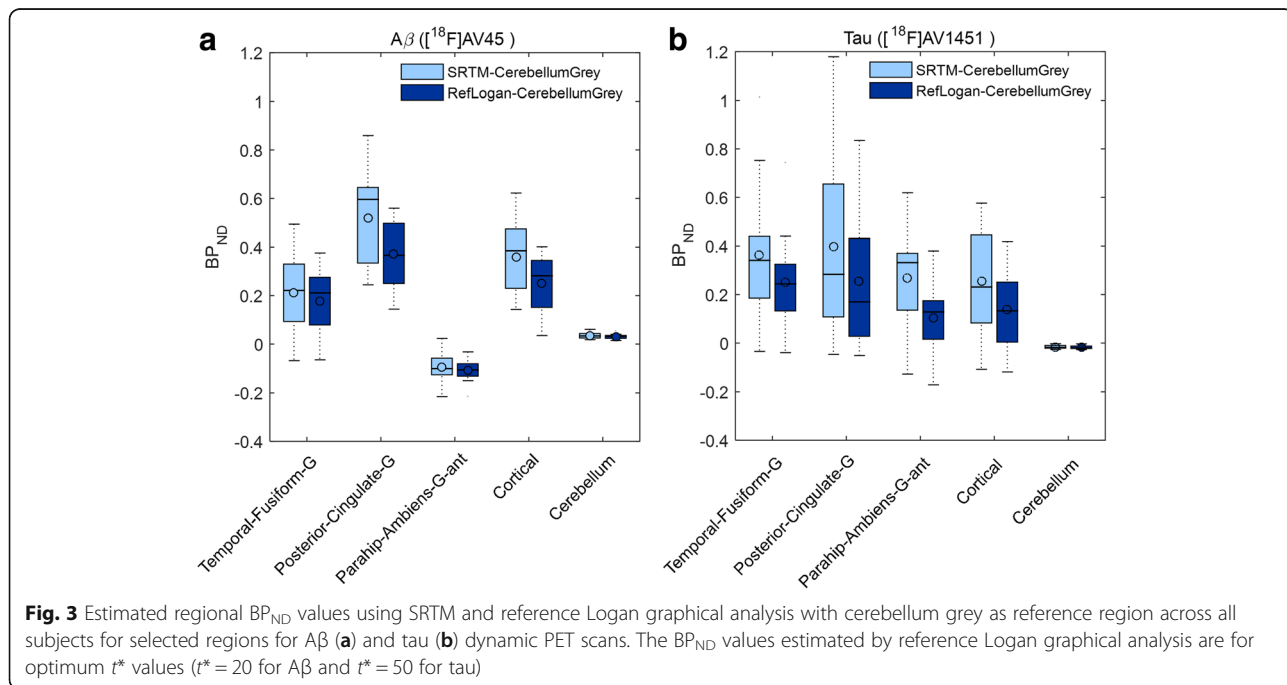 a
Aβ ([¹⁸F]AV45 )
1.2
1
0.8
0.6
0.4
0.2
0
-0.2
-0.4
BP_ND
SRTM-CerebellumGrey
RefLogan-CerebellumGrey
Temporal-Fusiform-G
Posterior-Cingulate-G
Parahip-Ambiens-G-ant
Cortical
Cerebellum
b
Tau ([¹⁸F]AV1451 )
1.2
1
0.8
0.6
0.4
0.2
0
-0.2
-0.4
BP_ND
SRTM-CerebellumGrey
RefLogan-CerebellumGrey
Temporal-Fusiform-G
Posterior-Cingulate-G
Parahip-Ambiens-G-ant
Cortical
Cerebellum
Fig. 3 Estimated regional BP_ND values using SRTM and reference Logan graphical analysis with cerebellum grey as reference region across all
subjects for selected regions for Aβ (a) and tau (b) dynamic PET scans. The BP_ND values estimated by reference Logan graphical analysis are for
optimum t* values (t* = 20 for Aβ and t* = 50 for tau)